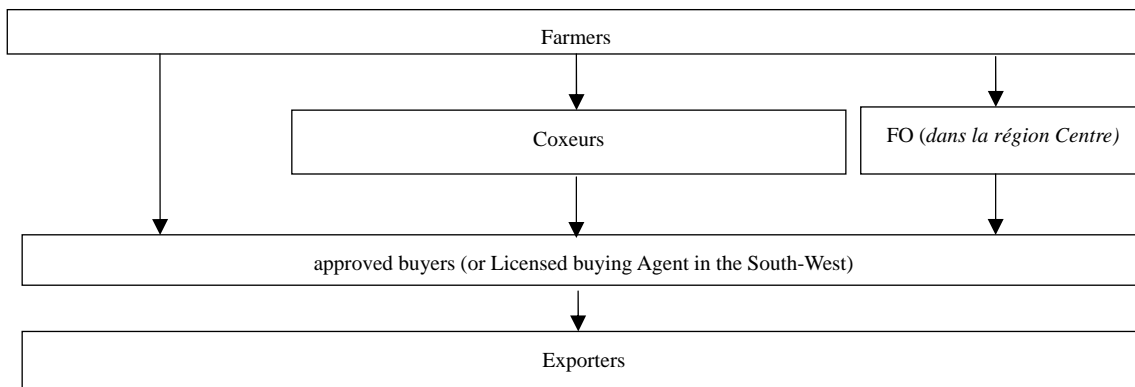 Farmers
Coxeurs
FO (dans la région Centre)
approved buyers (or Licensed buying Agent in the South-West)
Exporters